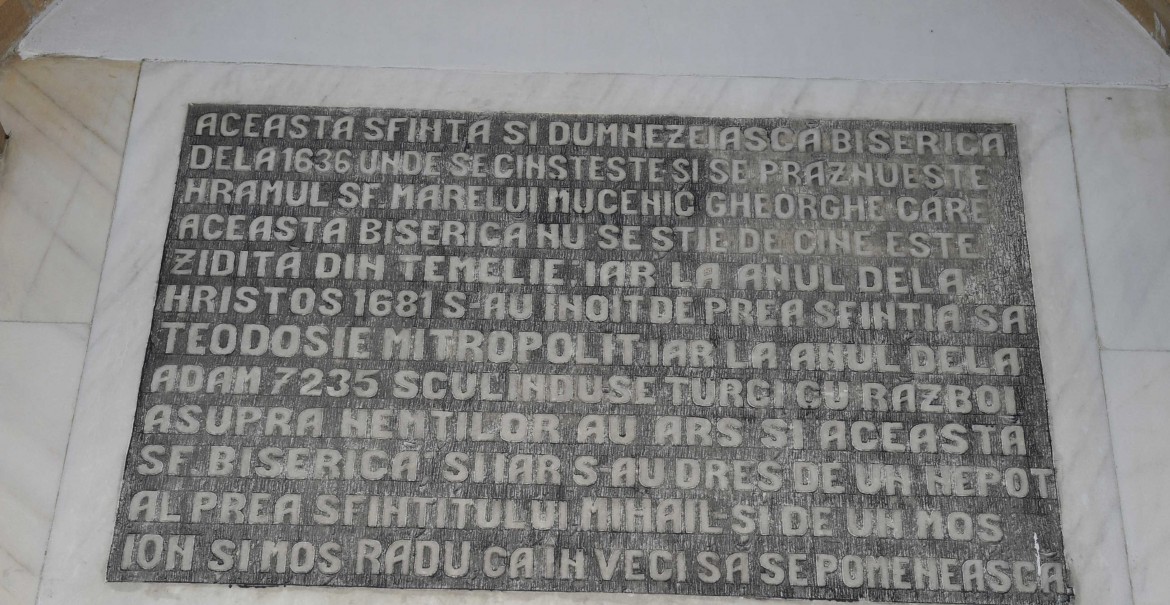 ACEASTA SFINTA SI DUMNEZEIASCA BISERICA
DELA 1636 UNDE SE CINSTESTE SI SE PRAZNUESTE
HRAMUL SF. MARELUI MUCENIC GHEORGHE CARE
ACEASTA BISERICA NU SE STIE DE CINE ESTE
ZIDITA DIN TEMELIE. IAR LA ANUL DELA
HRISTOS 1681 S-AU INOIT DE PREA SFINTIA SA
TEODOSIE MITROPOLIT IAR LA ANUL DELA
ADAM 7235 SCULINDU-SE TURCI CU RAZBOI
ASUPRA NEMTILOR AU ARS SI ACEASTA
SF. BISERICA SI IAR S-AU DRES DE UN NEPOT
AL PREA SFINTITULUI MIHAIL SI DE UN MOS
ION SI MOS RADU CA IN VECI SA SE POMENEASCA